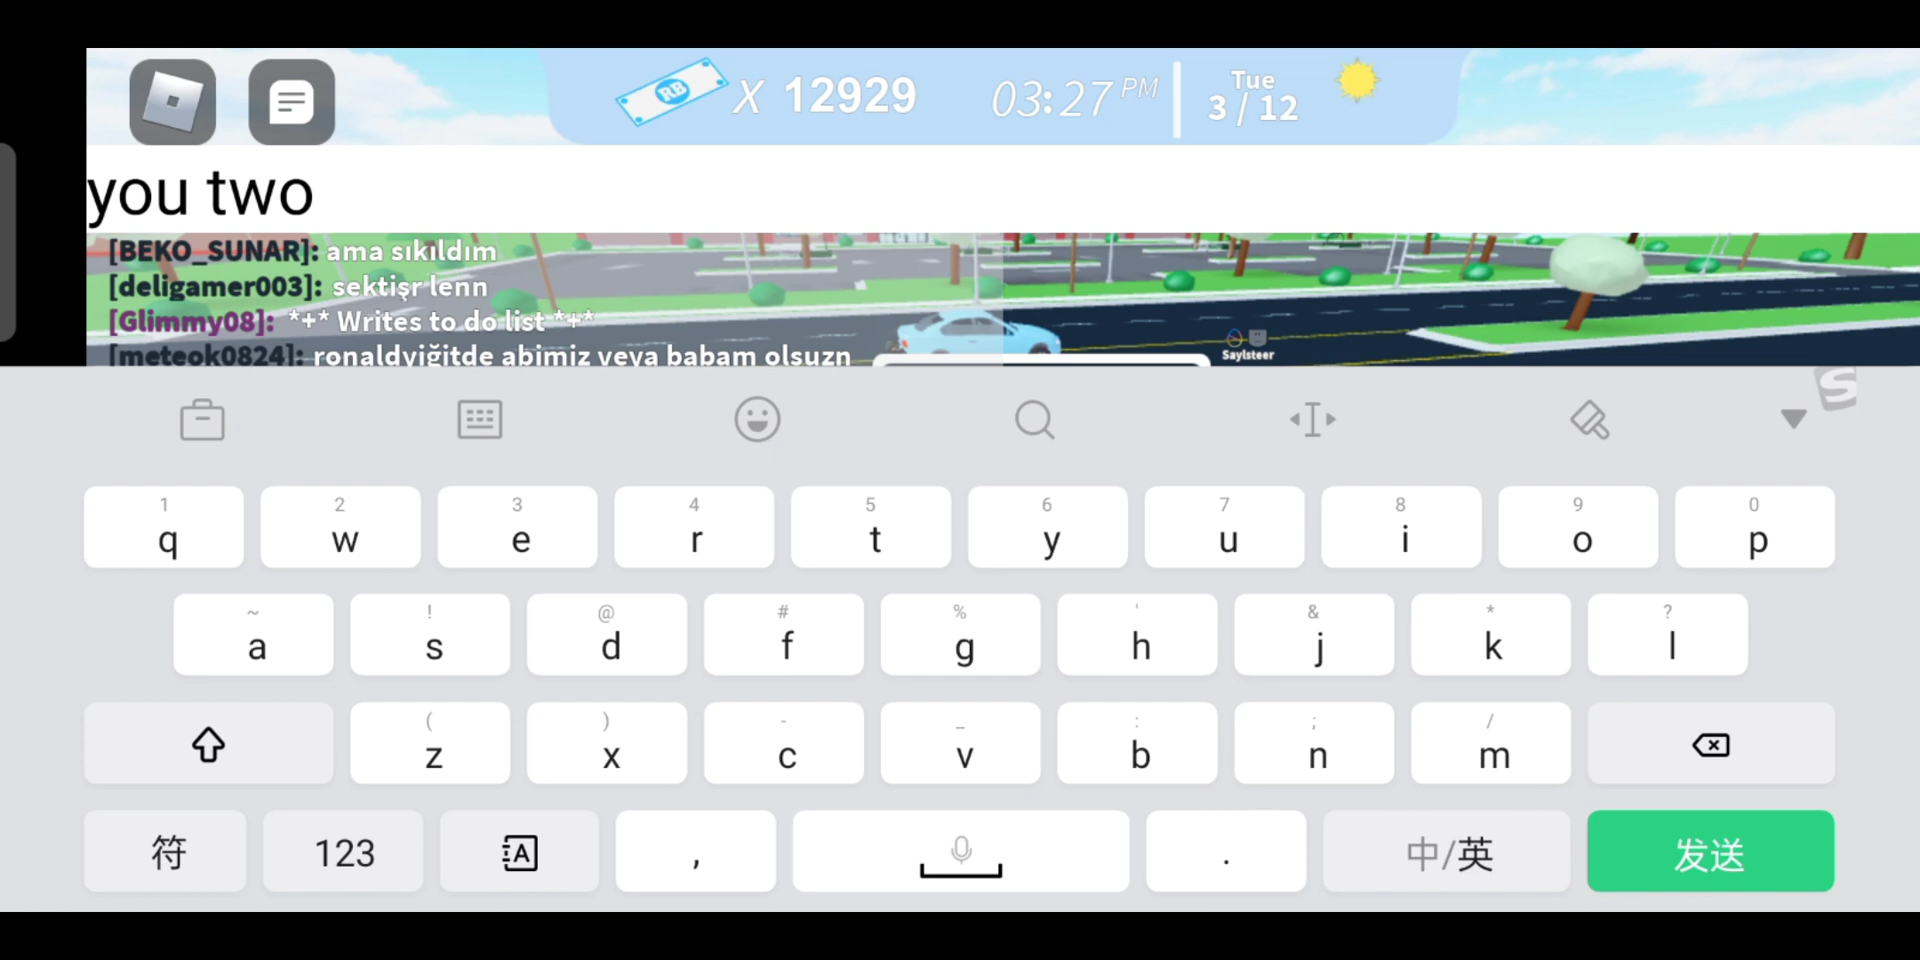 RB X 12929 03:27 PM Tue
3 / 12
you two
[BEKO_SUNAR]: ama sıkıldım
[deligamer003]: sektişr lenn
[Glimmy08]: *+* Writes to do list *+*
[meteok0824]: ronaldyiğitde abimiz veya babam olsuzn
Saylsteer
S
1 2 3 4 5 6 7 8 9 0
q w e r t y u i o p
~ ! @ # % ' & * ?
a s d f g h j k l
( ) - _ : ; /
z x c v b n m
符 123 A , . 中/英 发送